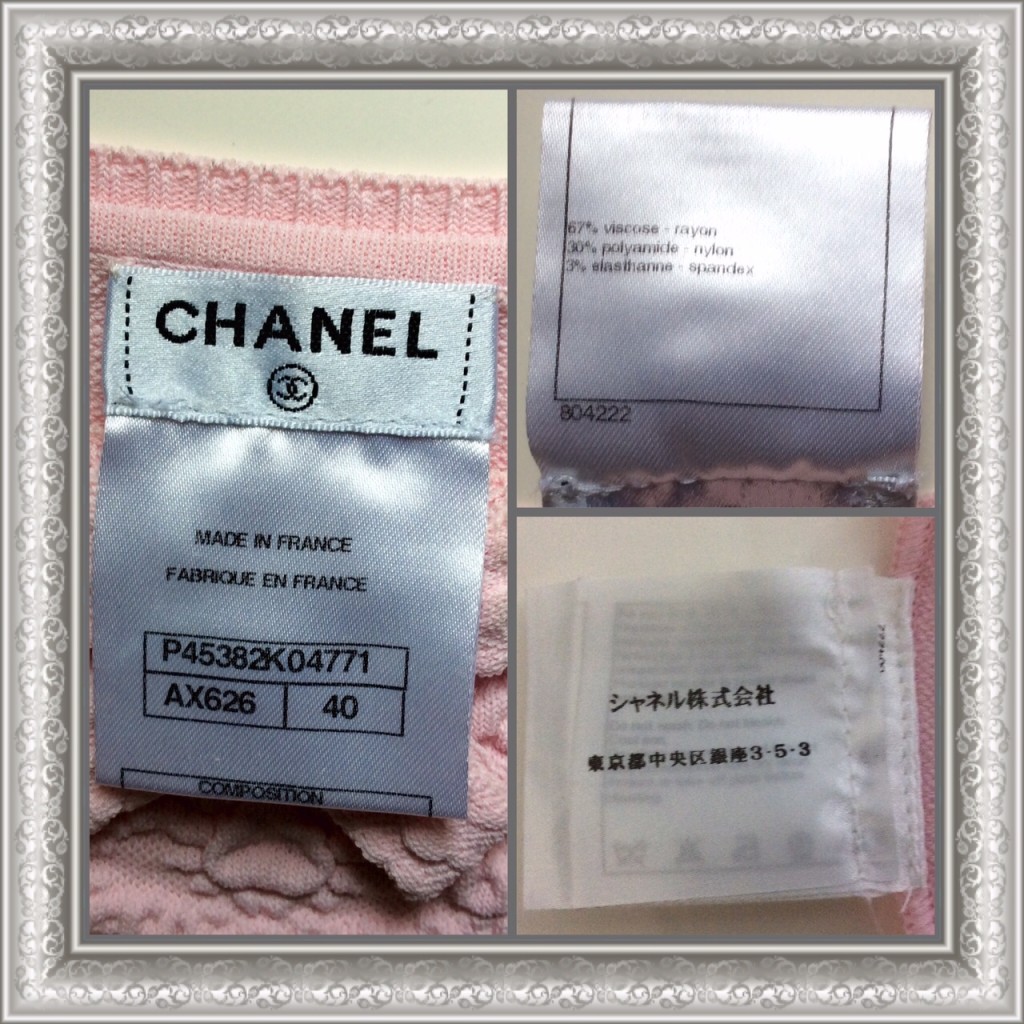 CHANEL
MADE IN FRANCE
FABRIQUE EN FRANCE
P45382K04771
AX626 40
COMPOSITION
67% viscose - rayon
30% polyamide - nylon
3% elasthanne - spandex
804222
シャネル株式会社
東京都中央区銀座3-5-3